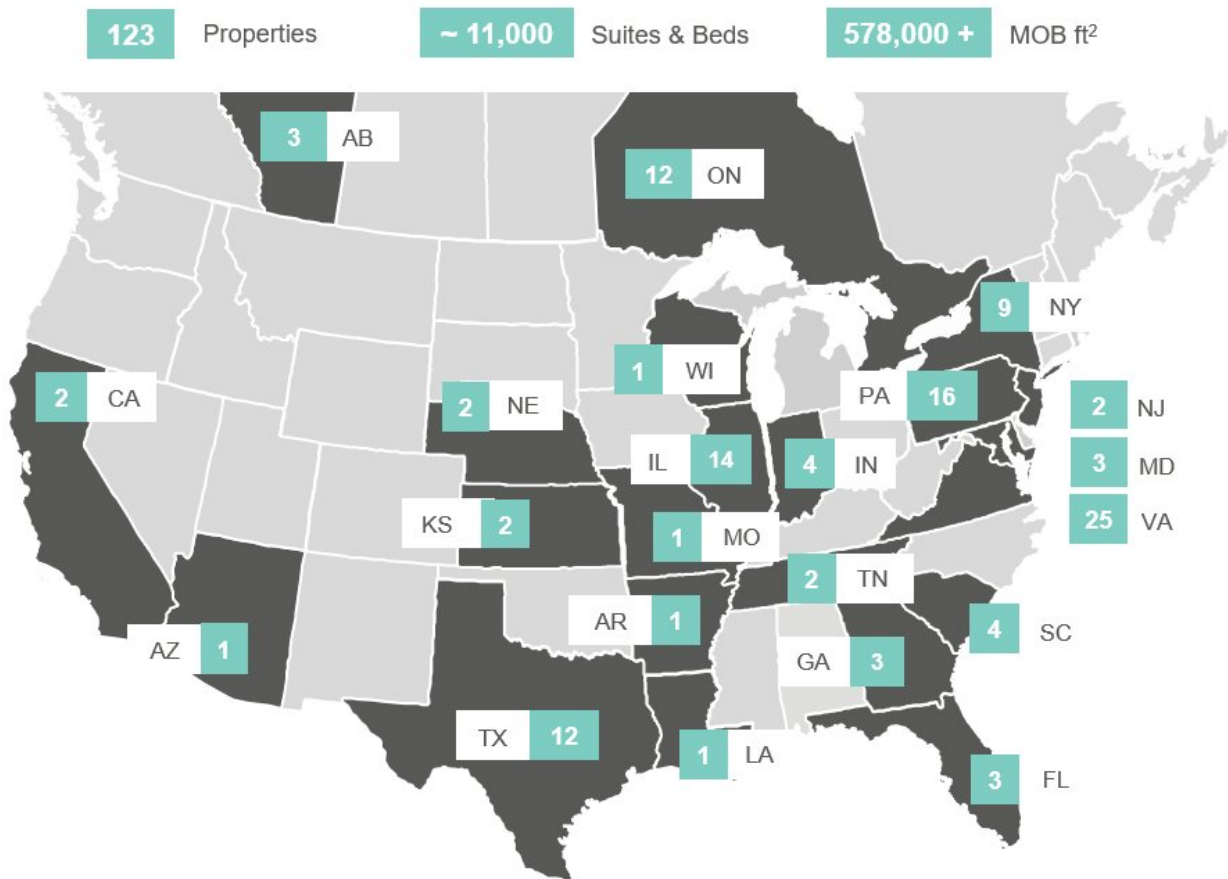 123 Properties ~ 11,000 Suites & Beds 578,000 + MOB ft²
3 AB
12 ON
9 NY
1 WI
2 CA
2 NE
PA 16
2 NJ
IL 14
4 IN
3 MD
KS 2
1 MO
25 VA
2 TN
AR 1
4 SC
AZ 1
GA 3
TX 12
1 LA
3 FL